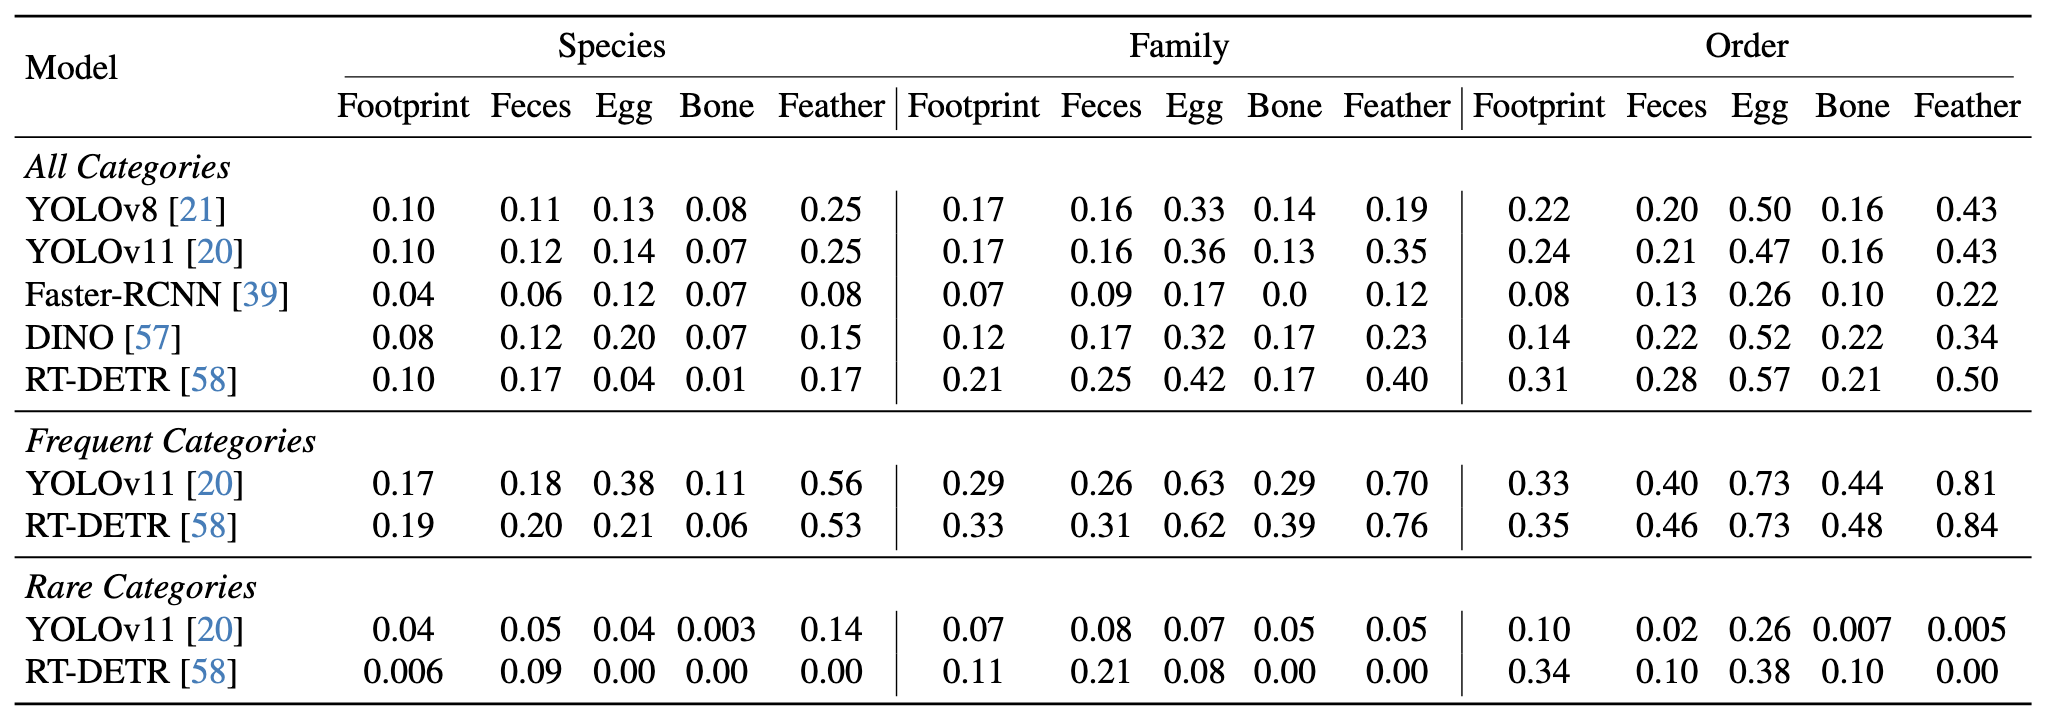 Model Species Family Order
Footprint Feces Egg Bone Feather Footprint Feces Egg Bone Feather Footprint Feces Egg Bone Feather
All Categories
YOLOv8 [21] 0.10 0.11 0.13 0.08 0.25 0.17 0.16 0.33 0.14 0.19 0.22 0.20 0.50 0.16 0.43
YOLOv11 [20] 0.10 0.12 0.14 0.07 0.25 0.17 0.16 0.36 0.13 0.35 0.24 0.21 0.47 0.16 0.43
Faster-RCNN [39] 0.04 0.06 0.12 0.07 0.08 0.07 0.09 0.17 0.0 0.12 0.08 0.13 0.26 0.10 0.22
DINO [57] 0.08 0.12 0.20 0.07 0.15 0.12 0.17 0.32 0.17 0.23 0.14 0.22 0.52 0.22 0.34
RT-DETR [58] 0.10 0.17 0.04 0.01 0.17 0.21 0.25 0.42 0.17 0.40 0.31 0.28 0.57 0.21 0.50
Frequent Categories
YOLOv11 [20] 0.17 0.18 0.38 0.11 0.56 0.29 0.26 0.63 0.29 0.70 0.33 0.40 0.73 0.44 0.81
RT-DETR [58] 0.19 0.20 0.21 0.06 0.53 0.33 0.31 0.62 0.39 0.76 0.35 0.46 0.73 0.48 0.84
Rare Categories
YOLOv11 [20] 0.04 0.05 0.04 0.003 0.14 0.07 0.08 0.07 0.05 0.05 0.10 0.02 0.26 0.007 0.005
RT-DETR [58] 0.006 0.09 0.00 0.00 0.00 0.11 0.21 0.08 0.00 0.00 0.34 0.10 0.38 0.10 0.00